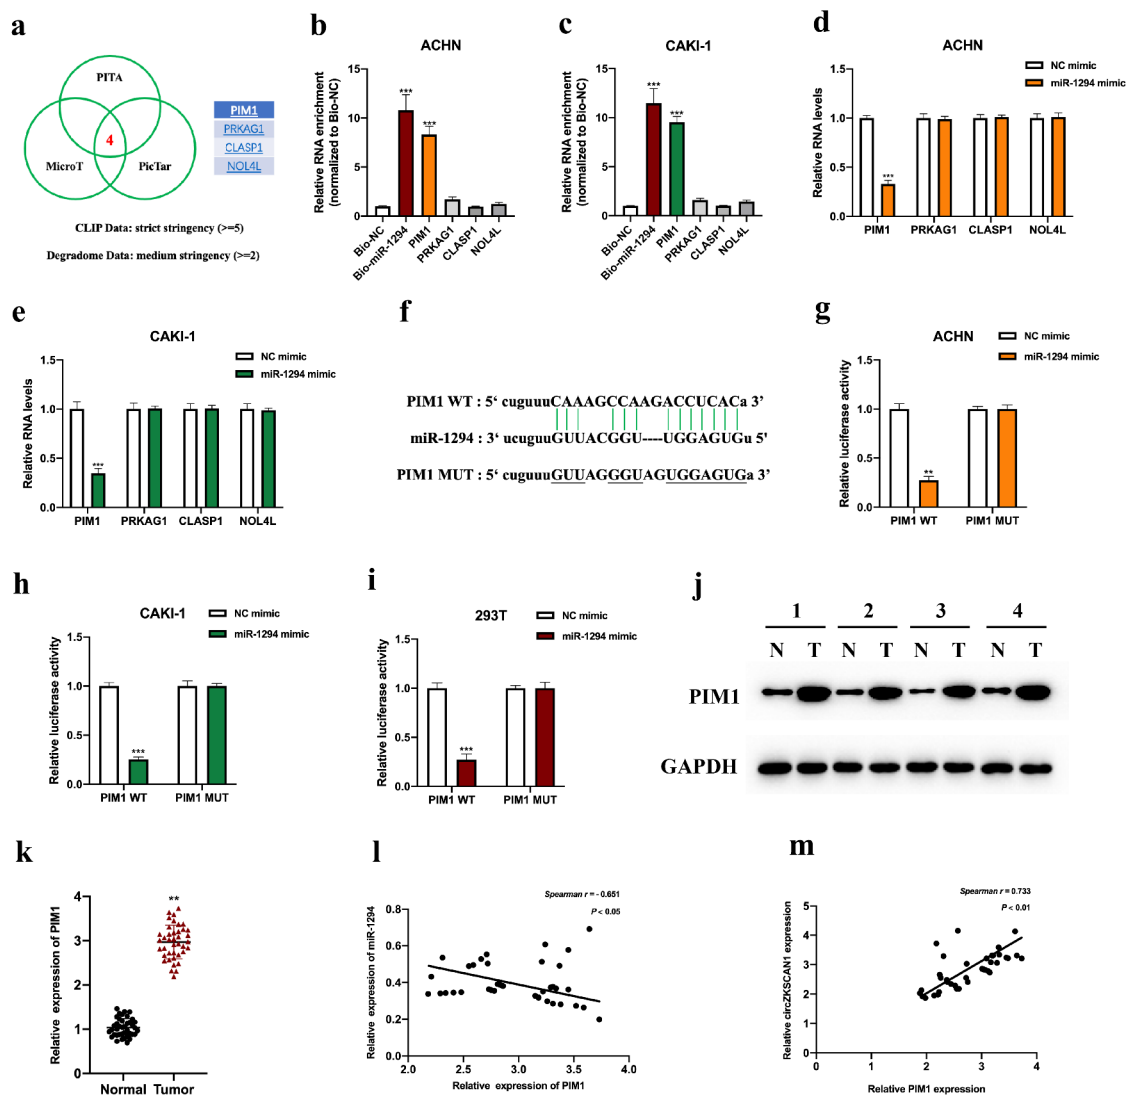 a
PITA
MicroT
PicTar
4
PIM1
PRKAG1
CLASP1
NOL4L
CLIP Data: strict stringency (>=5)
Degradome Data: medium stringency (>=2)
b
ACHN
Relative RNA enrichment
(normalized to Bio-NC)
15
10
5
0
***
***
Bio-NC
Bio-miR-1294
PIM1
PRKAG1
CLASP1
NOL4L
c
CAKI-1
Relative RNA enrichment
(normalized to Bio-NC)
15
10
5
0
***
***
Bio-NC
Bio-miR-1294
PIM1
PRKAG1
CLASP1
NOL4L
d
ACHN
NC mimic
miR-1294 mimic
Relative RNA levels
1.5
1.0
0.5
0.0
***
PIM1
PRKAG1
CLASP1
NOL4L
e
CAKI-1
NC mimic
miR-1294 mimic
Relative RNA levels
1.5
1.0
0.5
0.0
***
PIM1
PRKAG1
CLASP1
NOL4L
f
PIM1 WT : 5‘ cuguuuCAAAGCCAAGACCUCACa 3’
miR-1294 : 3‘ ucuguuGUUACGGU----UGGAGUGu 5'
PIM1 MUT : 5‘ cuguuuGUUAGGGUAGUGGAGUGa 3’
g
ACHN
NC mimic
miR-1294 mimic
Relative luciferase activity
1.5
1.0
0.5
0.0
**
PIM1 WT
PIM1 MUT
h
CAKI-1
NC mimic
miR-1294 mimic
Relative luciferase activity
1.5
1.0
0.5
0.0
***
PIM1 WT
PIM1 MUT
i
293T
NC mimic
miR-1294 mimic
Relative luciferase activity
1.5
1.0
0.5
0.0
***
PIM1 WT
PIM1 MUT
j
1 2 3 4
N T N T N T N T
PIM1
GAPDH
k
Relative expression of PIM1
4
3
2
1
0
**
Normal Tumor
l
Spearman r = - 0.651
P < 0.05
Relative expression of miR-1294
0.8
0.6
0.4
0.2
0.0
2.0 2.5 3.0 3.5 4.0
Relative expression of PIM1
m
Spearman r = 0.733
P < 0.01
Relative circZKSCAN1 expression
5
4
3
2
1
0
0 1 2 3 4
Relative PIM1 expression